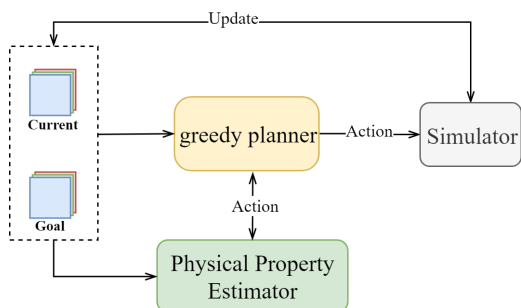 Update
Current
greedy planner
Action
Simulator
Goal
Action
Physical Property
Estimator